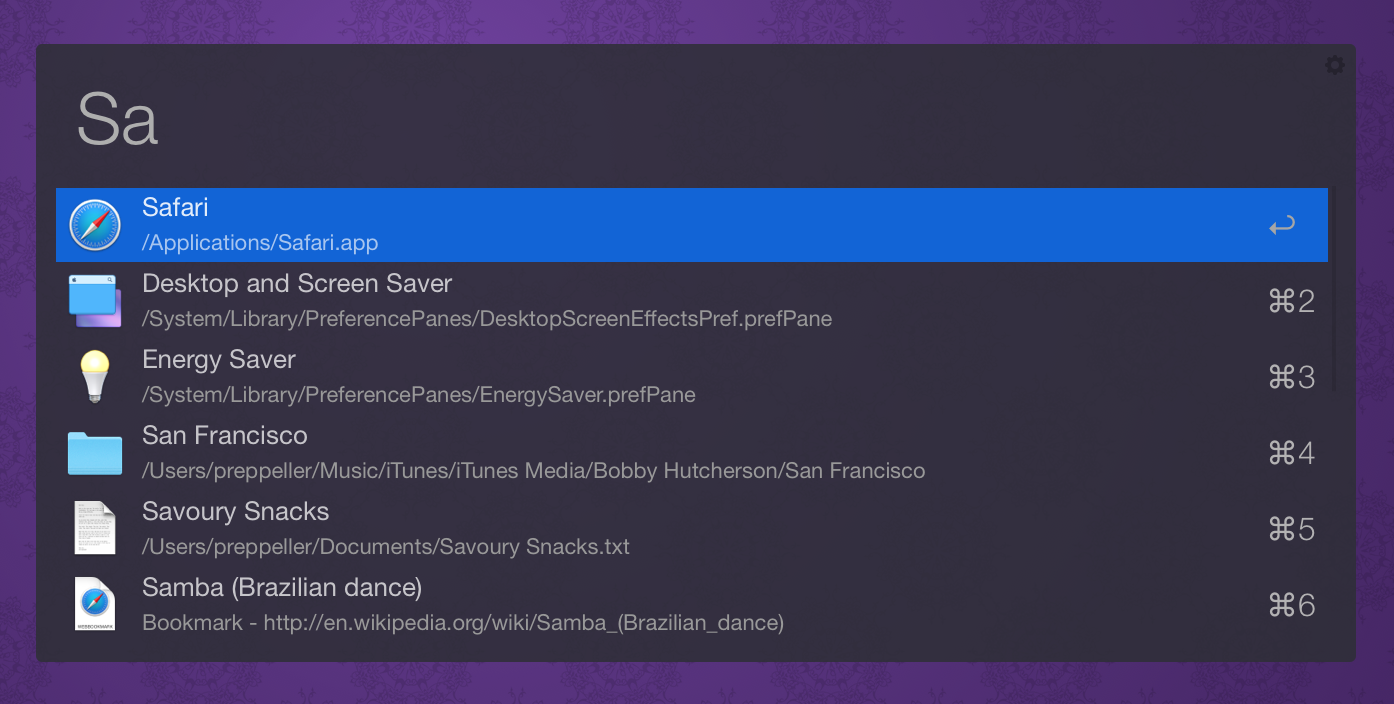 Sa
Safari
/Applications/Safari.app
Desktop and Screen Saver
/System/Library/PreferencePanes/DesktopScreenEffectsPref.prefPane
⌘2
Energy Saver
/System/Library/PreferencePanes/EnergySaver.prefPane
⌘3
San Francisco
/Users/preppeller/Music/iTunes/iTunes Media/Bobby Hutcherson/San Francisco
⌘4
Savoury Snacks
/Users/preppeller/Documents/Savoury Snacks.txt
⌘5
Samba (Brazilian dance)
Bookmark - http://en.wikipedia.org/wiki/Samba_(Brazilian_dance)
⌘6